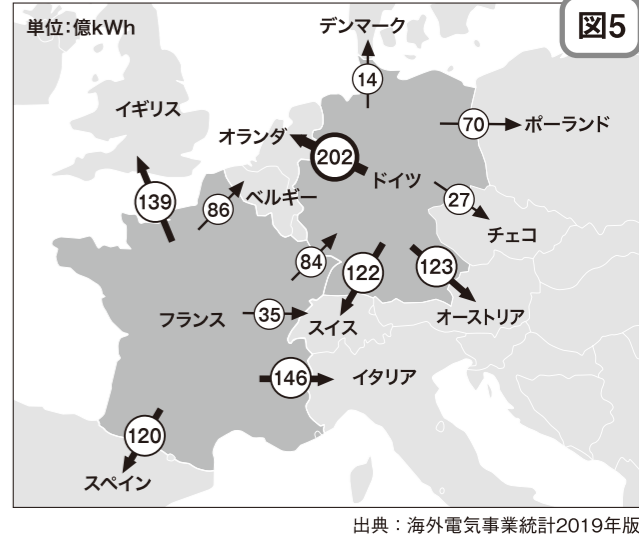 単位：億kWh
図5
デンマーク
14
イギリス
オランダ
70
ポーランド
202
ドイツ
139
86
ベルギー
27
チェコ
84
122
123
フランス
35
スイス
オーストリア
146
イタリア
120
スペイン
出典：海外電気事業統計2019年版